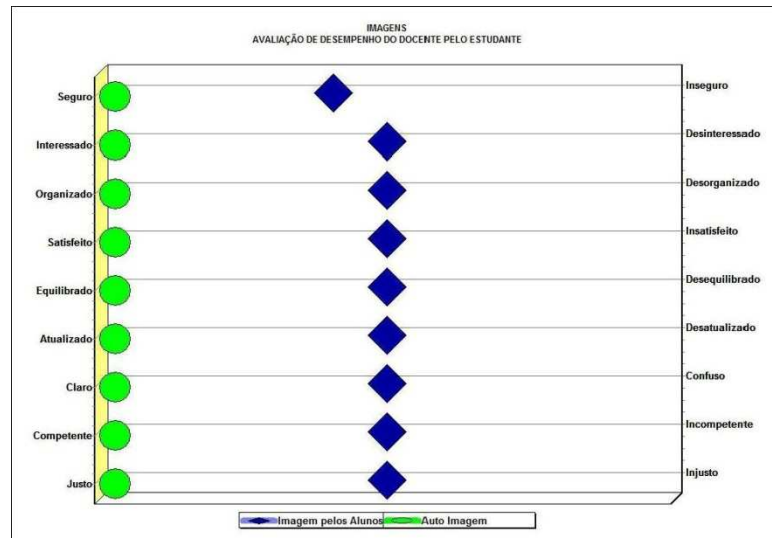 IMAGENS
AVALIAÇÃO DE DESEMPENHO DO DOCENTE PELO ESTUDANTE
Seguro
Inseguro
Interessado
Desinteressado
Organizado
Desorganizado
Satisfeito
Insatisfeito
Equilibrado
Desequilibrado
Atualizado
Desatualizado
Claro
Confuso
Competente
Incompetente
Justo
Injusto
Imagem pelos Alunos
Auto Imagem